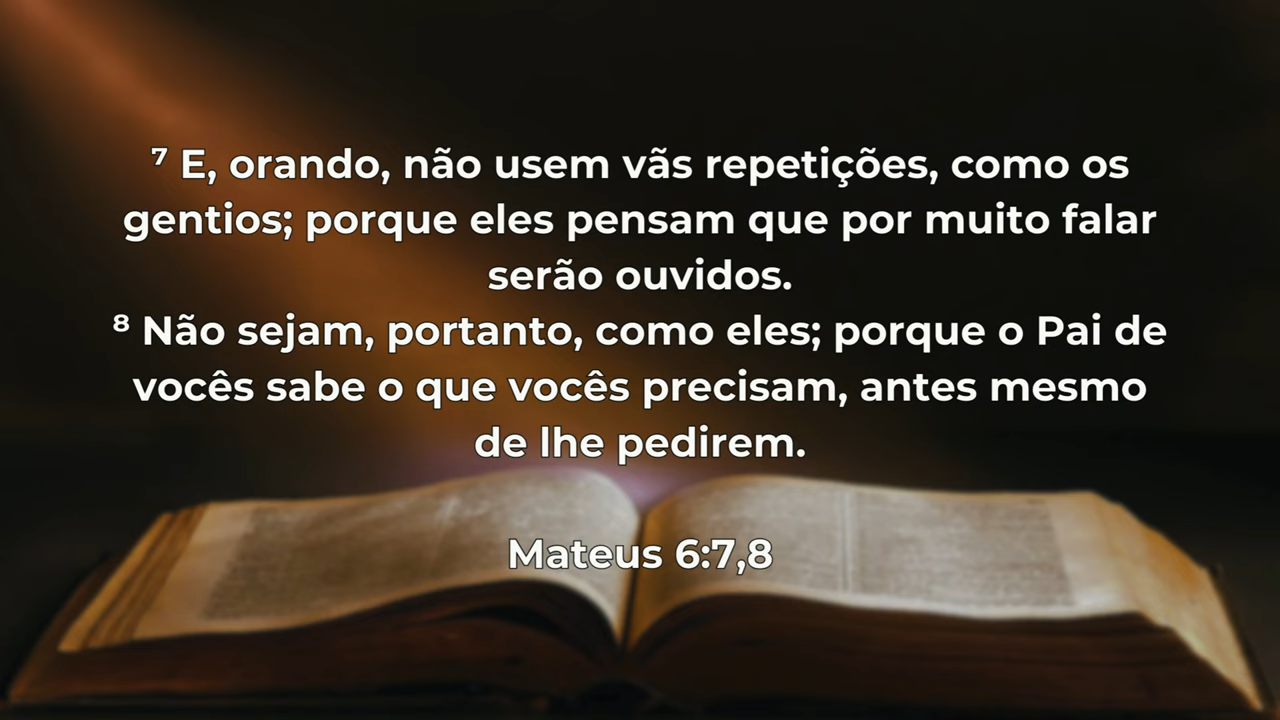 ⁷ E, orando, não usem vãs repetições, como os
gentios; porque eles pensam que por muito falar
serão ouvidos.
⁸ Não sejam, portanto, como eles; porque o Pai de
vocês sabe o que vocês precisam, antes mesmo
de lhe pedirem.
Mateus 6:7,8